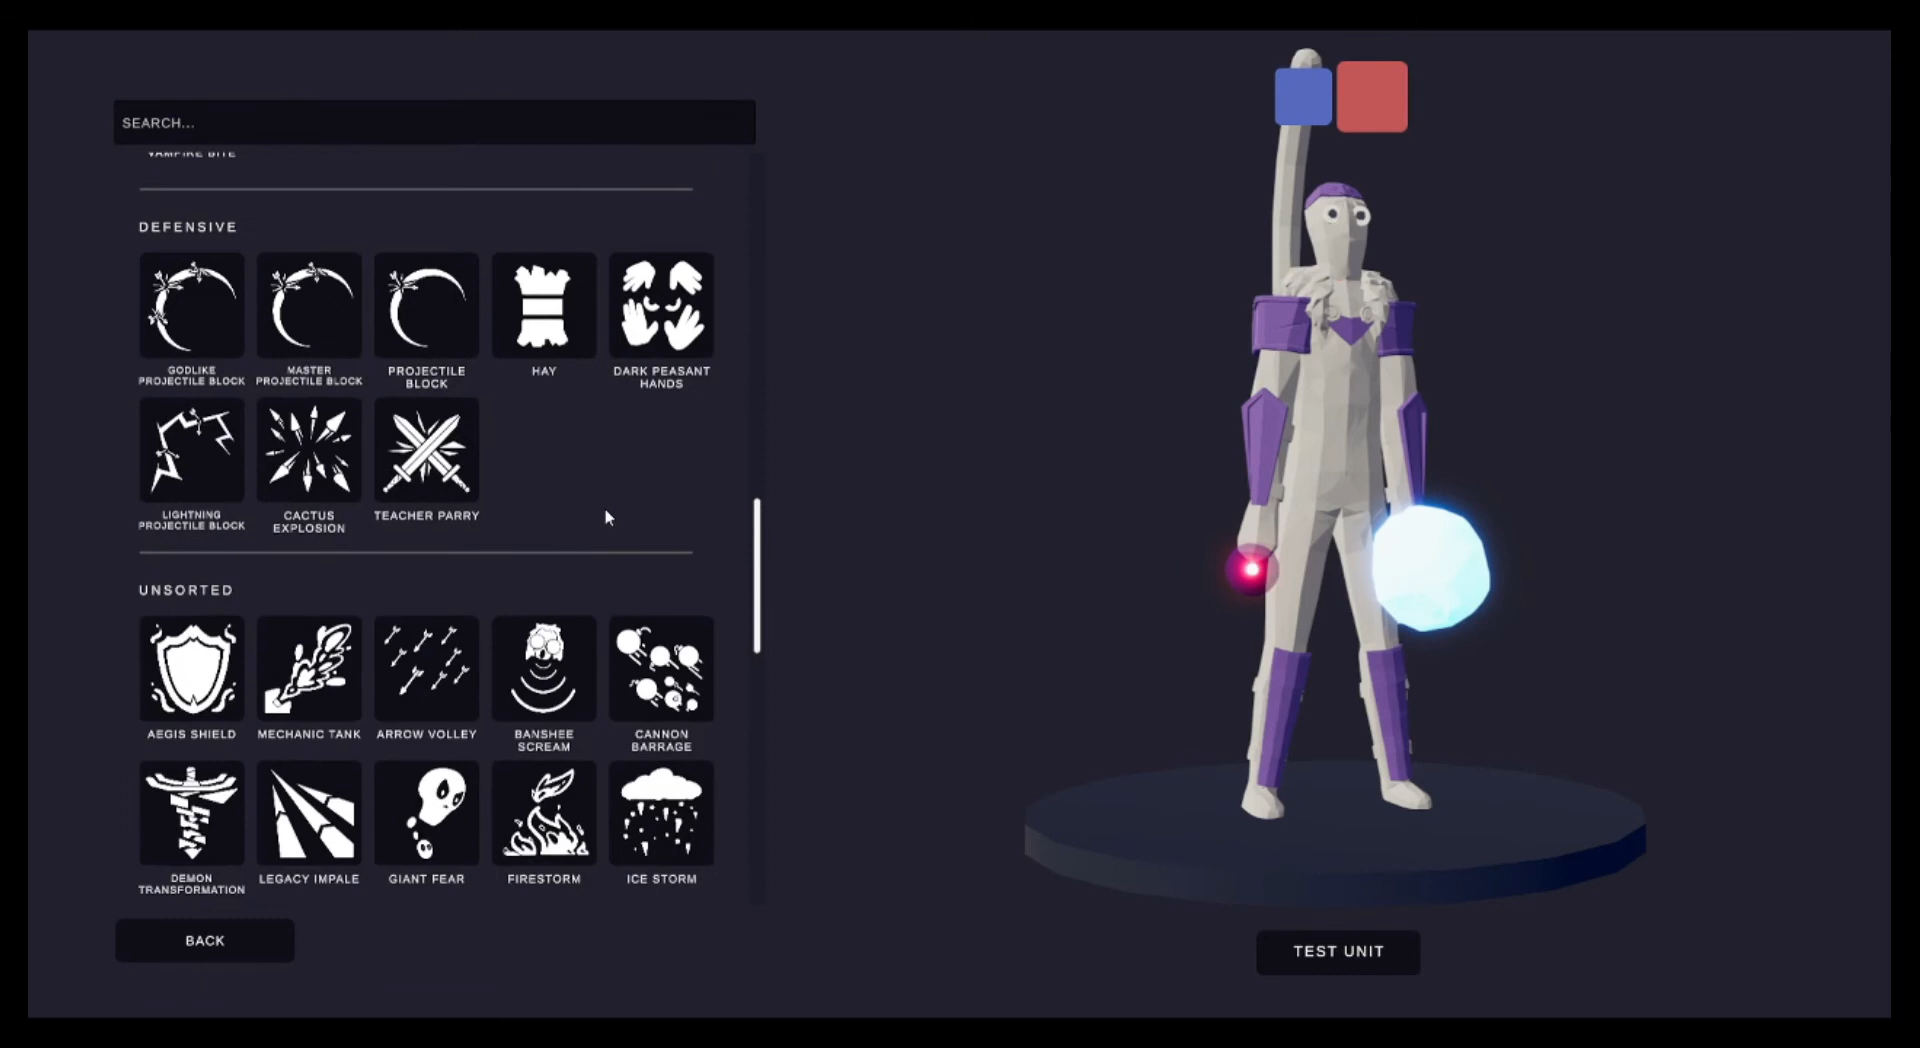 SEARCH...
VAMPIRE BITE
DEFENSIVE
GODLIKE
PROJECTILE BLOCK
MASTER
PROJECTILE BLOCK
PROJECTILE
BLOCK
HAY
DARK PEASANT
HANDS
LIGHTNING
PROJECTILE BLOCK
CACTUS
EXPLOSION
TEACHER PARRY
UNSORTED
AEGIS SHIELD
MECHANIC TANK
ARROW VOLLEY
BANSHEE
SCREAM
CANNON
BARRAGE
DEMON
TRANSFORMATION
LEGACY IMPALE
GIANT FEAR
FIRESTORM
ICE STORM
BACK
TEST UNIT